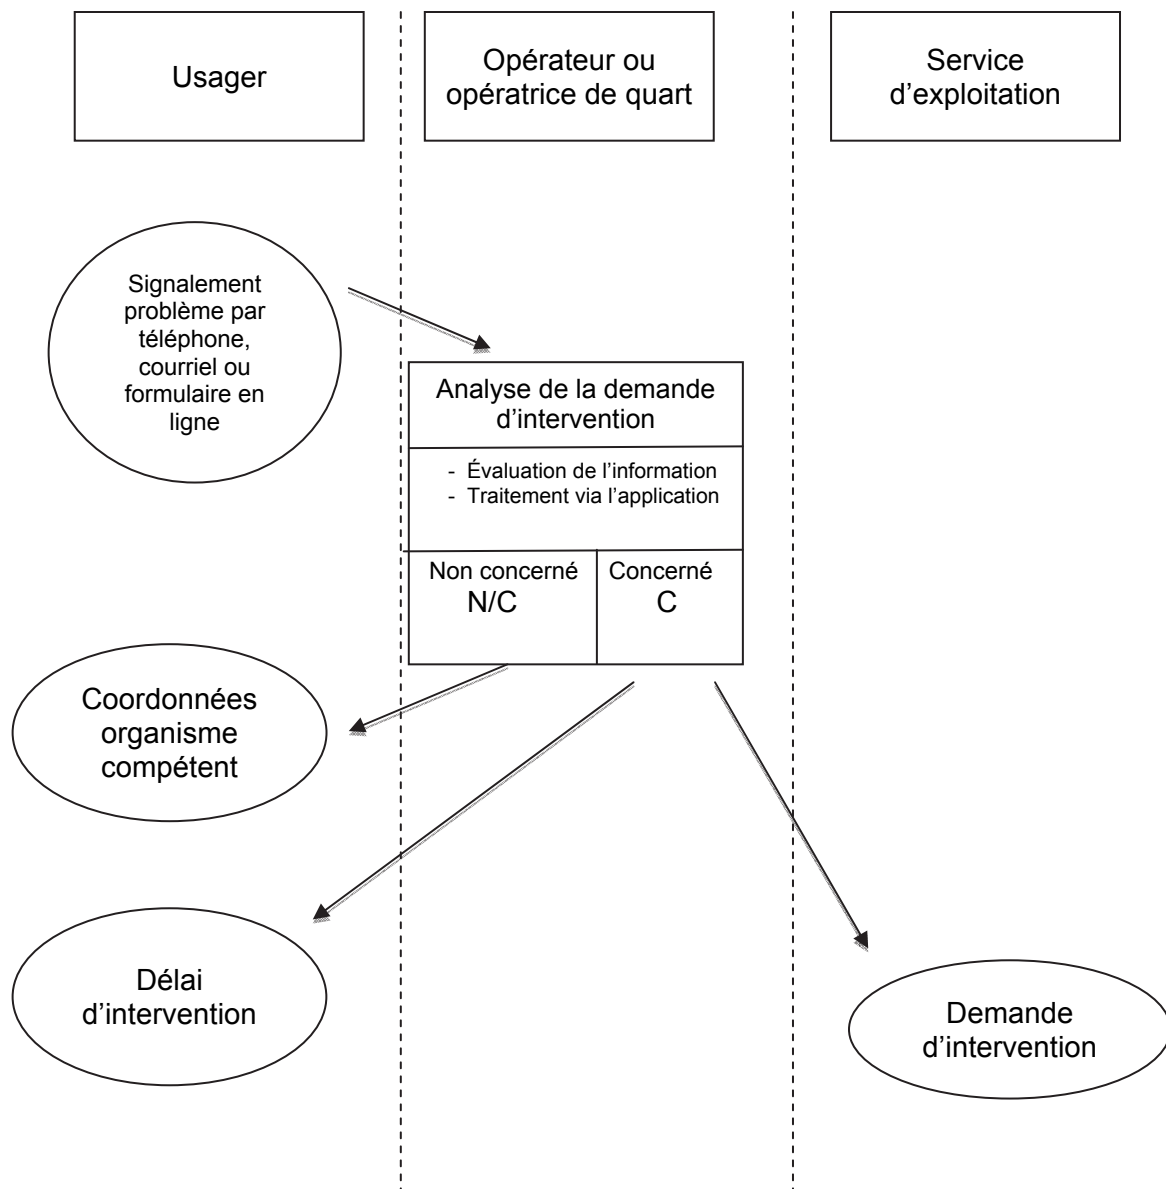 Usager
Opérateur ou
opératrice de quart
Service
d’exploitation
Signalement
problème par
téléphone,
courriel ou
formulaire en
ligne
Analyse de la demande
d’intervention
- Évaluation de l’information
- Traitement via l’application
Non concerné
N/C
Concerné
C
Coordonnées
organisme
compétent
Délai
d’intervention
Demande
d’intervention